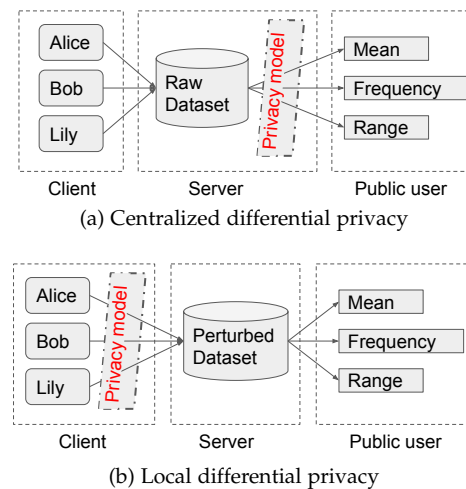 Alice
Bob
Lily
Raw
Dataset
Privacy model
Mean
Frequency
Range
Client
Server
Public user
(a) Centralized differential privacy
Alice
Bob
Lily
Privacy model
Perturbed
Dataset
Mean
Frequency
Range
Client
Server
Public user
(b) Local differential privacy